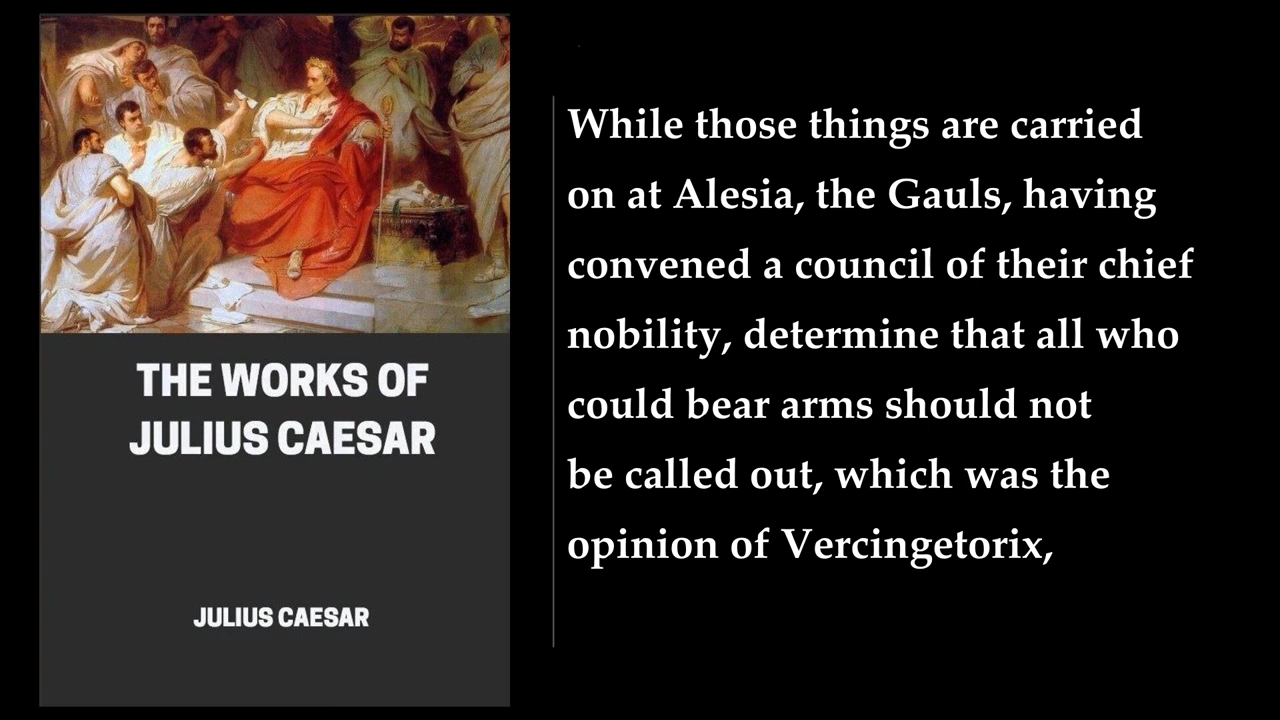 THE WORKS OF
JULIUS CAESAR
JULIUS CAESAR
While those things are carried
on at Alesia, the Gauls, having
convened a council of their chief
nobility, determine that all who
could bear arms should not
be called out, which was the
opinion of Vercingetorix,